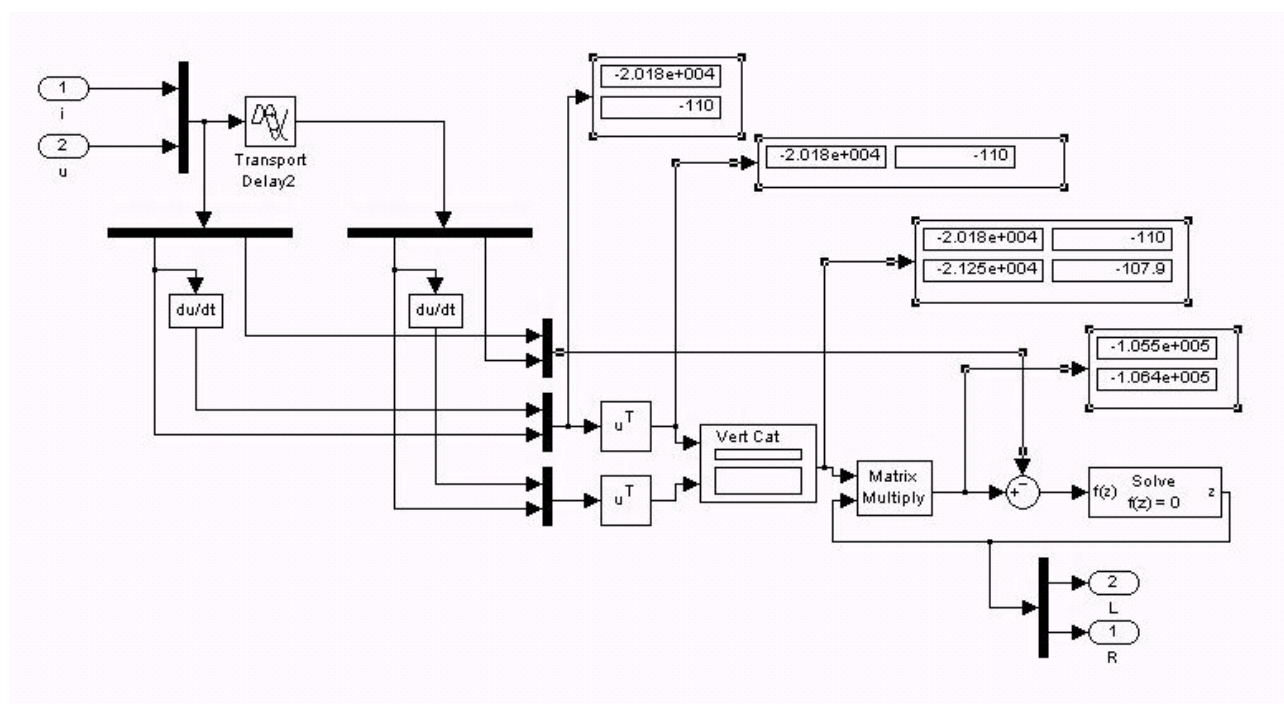 1
i
2
u
Transport
Delay2
-2.018e+004
-110
-2.018e+004 -110
-2.018e+004 -110
-2.125e+004 -107.9
du/dt
du/dt
-1.055e+005
-1.064e+005
u T
u T
Vert Cat
Matrix
Multiply
+ −
f(z) Solve z
f(z) = 0
2
L
1
R